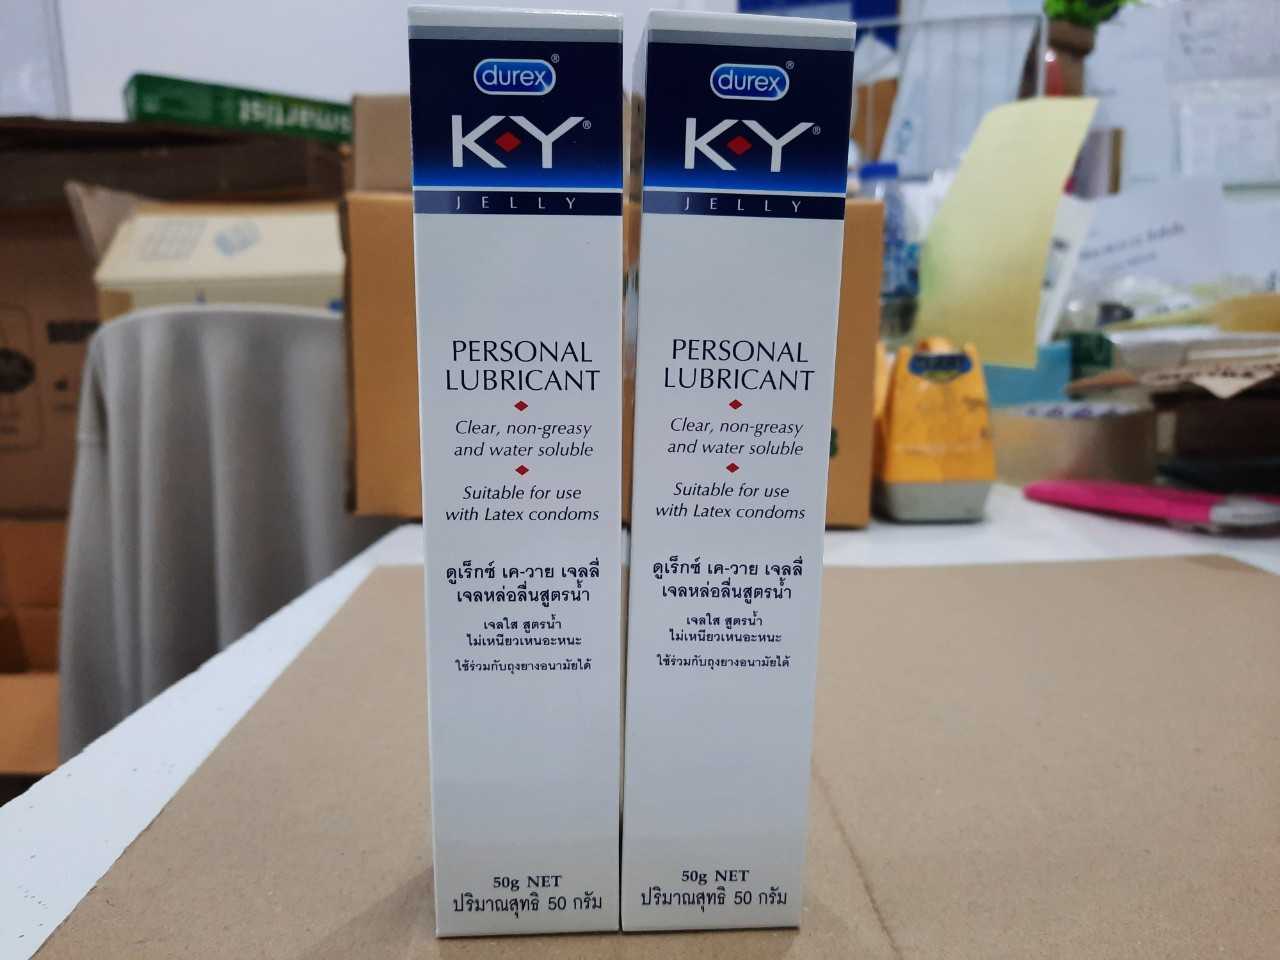 durex®
K♦Y®
JELLY
PERSONAL
LUBRICANT
Clear, non-greasy
and water soluble
Suitable for use
with Latex condoms
ดูเร็กซ์ เค-วาย เจลลี่
เจลหล่อลื่นสูตรน้ำ
เจลใส สูตรน้ำ
ไม่เหนียวเหนอะหนะ
ใช้ร่วมกับถุงยางอนามัยได้
50g NET
ปริมาณสุทธิ 50 กรัม
durex®
K♦Y®
JELLY
PERSONAL
LUBRICANT
Clear, non-greasy
and water soluble
Suitable for use
with Latex condoms
ดูเร็กซ์ เค-วาย เจลลี่
เจลหล่อลื่นสูตรน้ำ
เจลใส สูตรน้ำ
ไม่เหนียวเหนอะหนะ
ใช้ร่วมกับถุงยางอนามัยได้
50g NET
ปริมาณสุทธิ 50 กรัม
smartist